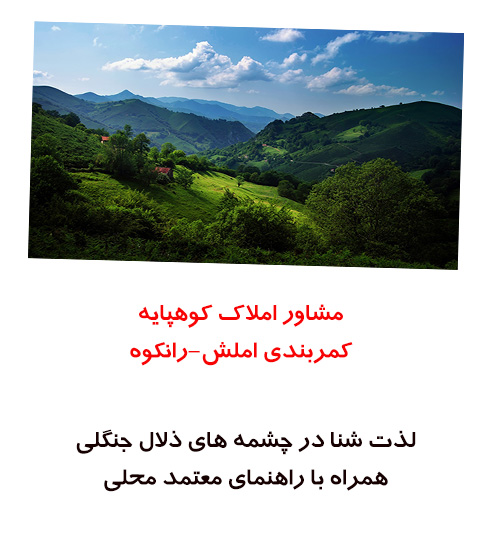 مشاور املاک کوهپایه
کمربندی املش-رانکوه
لذت شنا در چشمه های ذلال جنگلی
همراه با راهنمای معتمد محلی